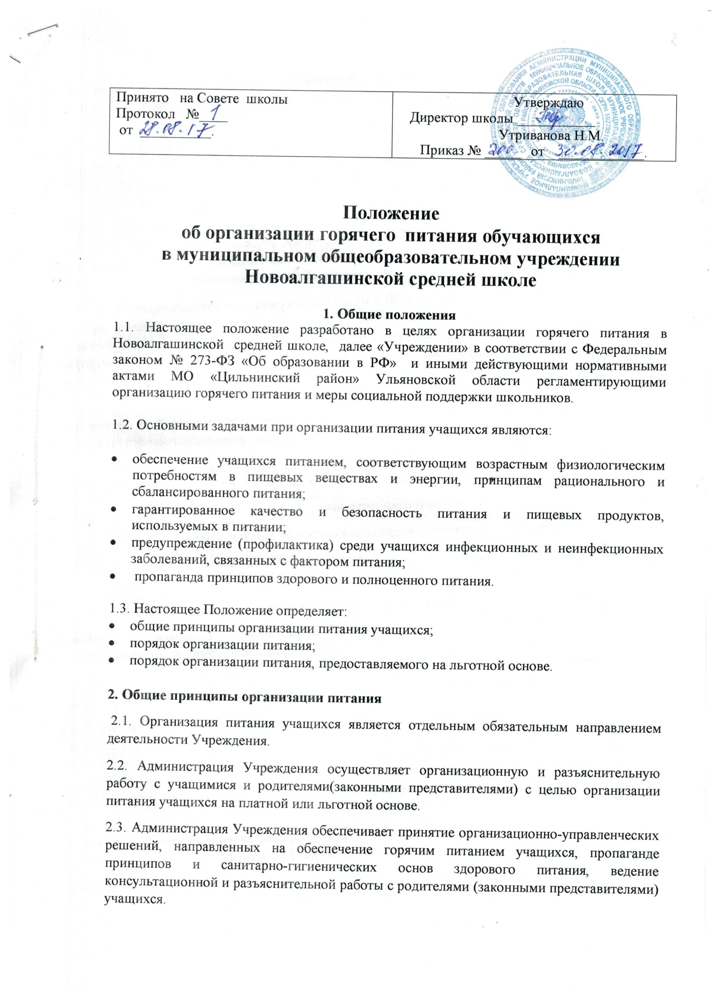 2
Принято на Совете школы
Протокол № 1
от 28.08.17.
Утверждаю
Директор школы
Утриванова Н.М.
Приказ № 200 от 30.08.2017.
Положение
об организации горячего питания обучающихся
в муниципальном общеобразовательном учреждении
Новоалгашинской средней школе
1. Общие положения
1.1. Настоящее положение разработано в целях организации горячего питания в
Новоалгашинской средней школе, далее «Учреждении» в соответствии с Федеральным
законом № 273-ФЗ «Об образовании в РФ» и иными действующими нормативными
актами МО «Цильнинский район» Ульяновской области регламентирующими
организацию горячего питания и меры социальной поддержки школьников.
1.2. Основными задачами при организации питания учащихся являются:
• обеспечение учащихся питанием, соответствующим возрастным физиологическим
потребностям в пищевых веществах и энергии, принципам рационального и
сбалансированного питания;
• гарантированное качество и безопасность питания и пищевых продуктов,
используемых в питании;
• предупреждение (профилактика) среди учащихся инфекционных и неинфекционных
заболеваний, связанных с фактором питания;
• пропаганда принципов здорового и полноценного питания.
1.3. Настоящее Положение определяет:
• общие принципы организации питания учащихся;
• порядок организации питания;
• порядок организации питания, предоставляемого на льготной основе.
2. Общие принципы организации питания
2.1. Организация питания учащихся является отдельным обязательным направлением
деятельности Учреждения.
2.2. Администрация Учреждения осуществляет организационную и разъяснительную
работу с учащимися и родителями(законными представителями) с целью организации
питания учащихся на платной или льготной основе.
2.3. Администрация Учреждения обеспечивает принятие организационно-управленческих
решений, направленных на обеспечение горячим питанием учащихся, пропаганде
принципов и санитарно-гигиенических основ здорового питания, ведение
консультационной и разъяснительной работы с родителями (законными представителями)
учащихся.